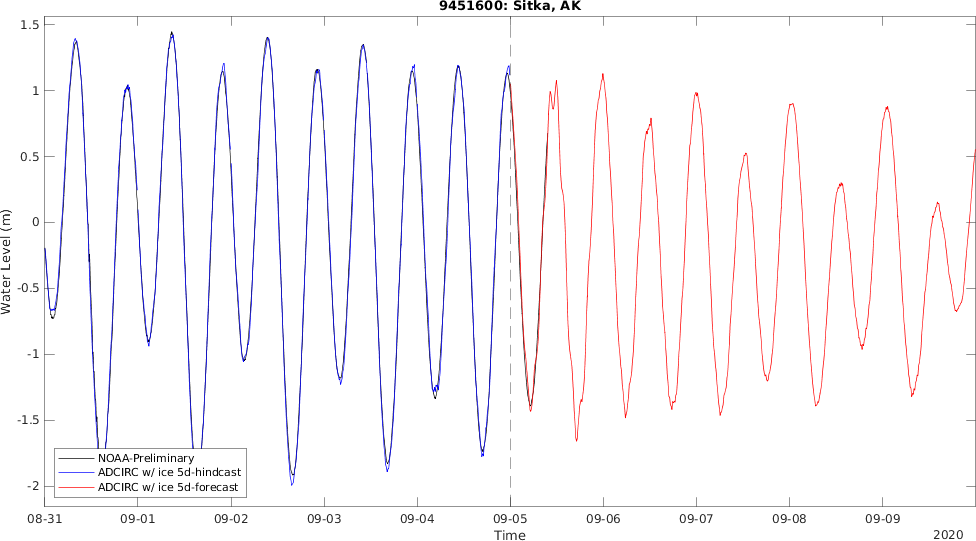 9451600: Sitka, AK
1.5
1
0.5
0
-0.5
-1
-1.5
-2
Water Level (m)
NOAA-Preliminary
ADCIRC w/ ice 5d-hindcast
ADCIRC w/ ice 5d-forecast
08-31 09-01 09-02 09-03 09-04 09-05 09-06 09-07 09-08 09-09
Time
2020